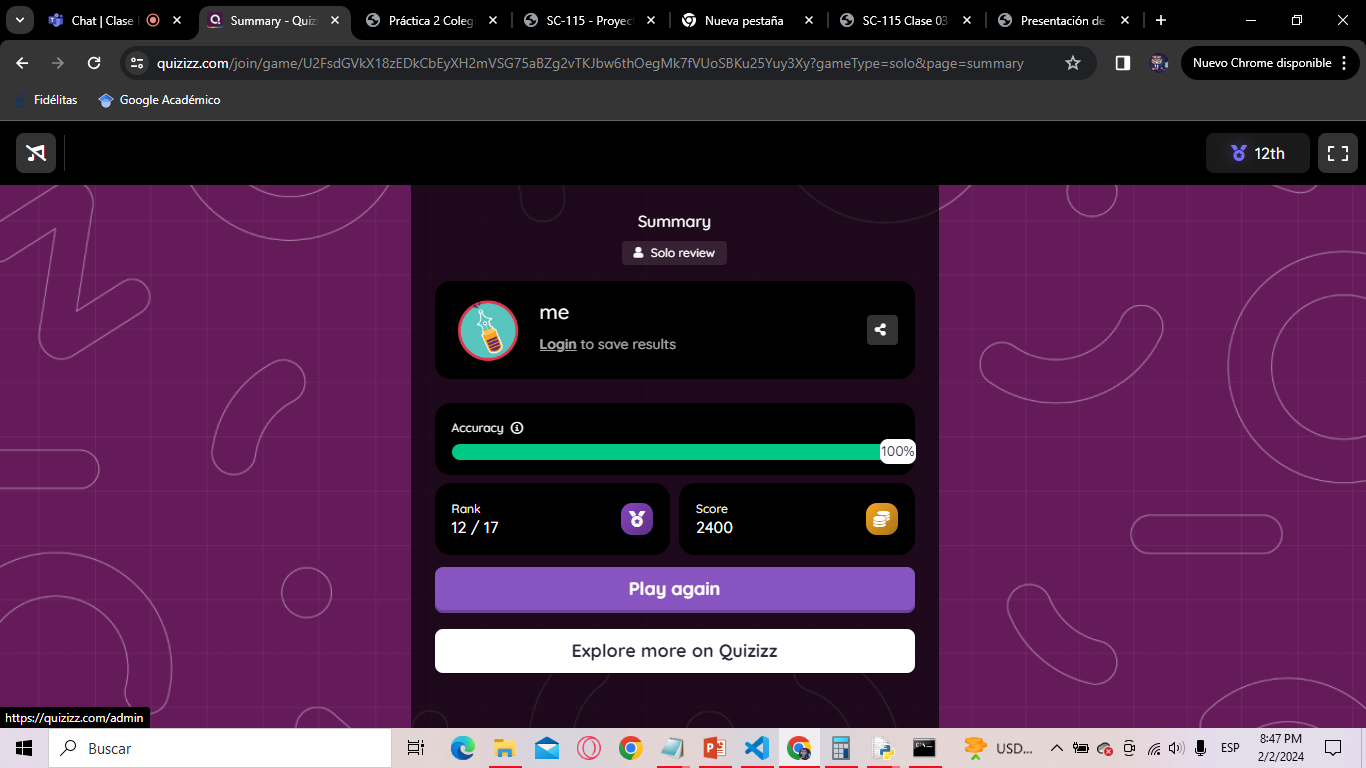 Chat | Clase
Summary - Quiz
Práctica 2 Coleg
SC-115 - Proyec
Nueva pestaña
SC-115 Clase 03
Presentación de
quizizz.com/join/game/U2FsdGVkX18zEDkCbEyXH2mVSG75aBZg2vTKJbw6thOegMk7fVUoSBKu25Yuy3Xy?gameType=solo&page=summary
Nuevo Chrome disponible
Fidélitas
Google Académico
12th
Summary
Solo review
me
Login to save results
Accuracy
100%
Rank
12 / 17
Score
2400
Play again
Explore more on Quizizz
https://quizizz.com/admin
Buscar
USD...
ESP
8:47 PM
2/2/2024